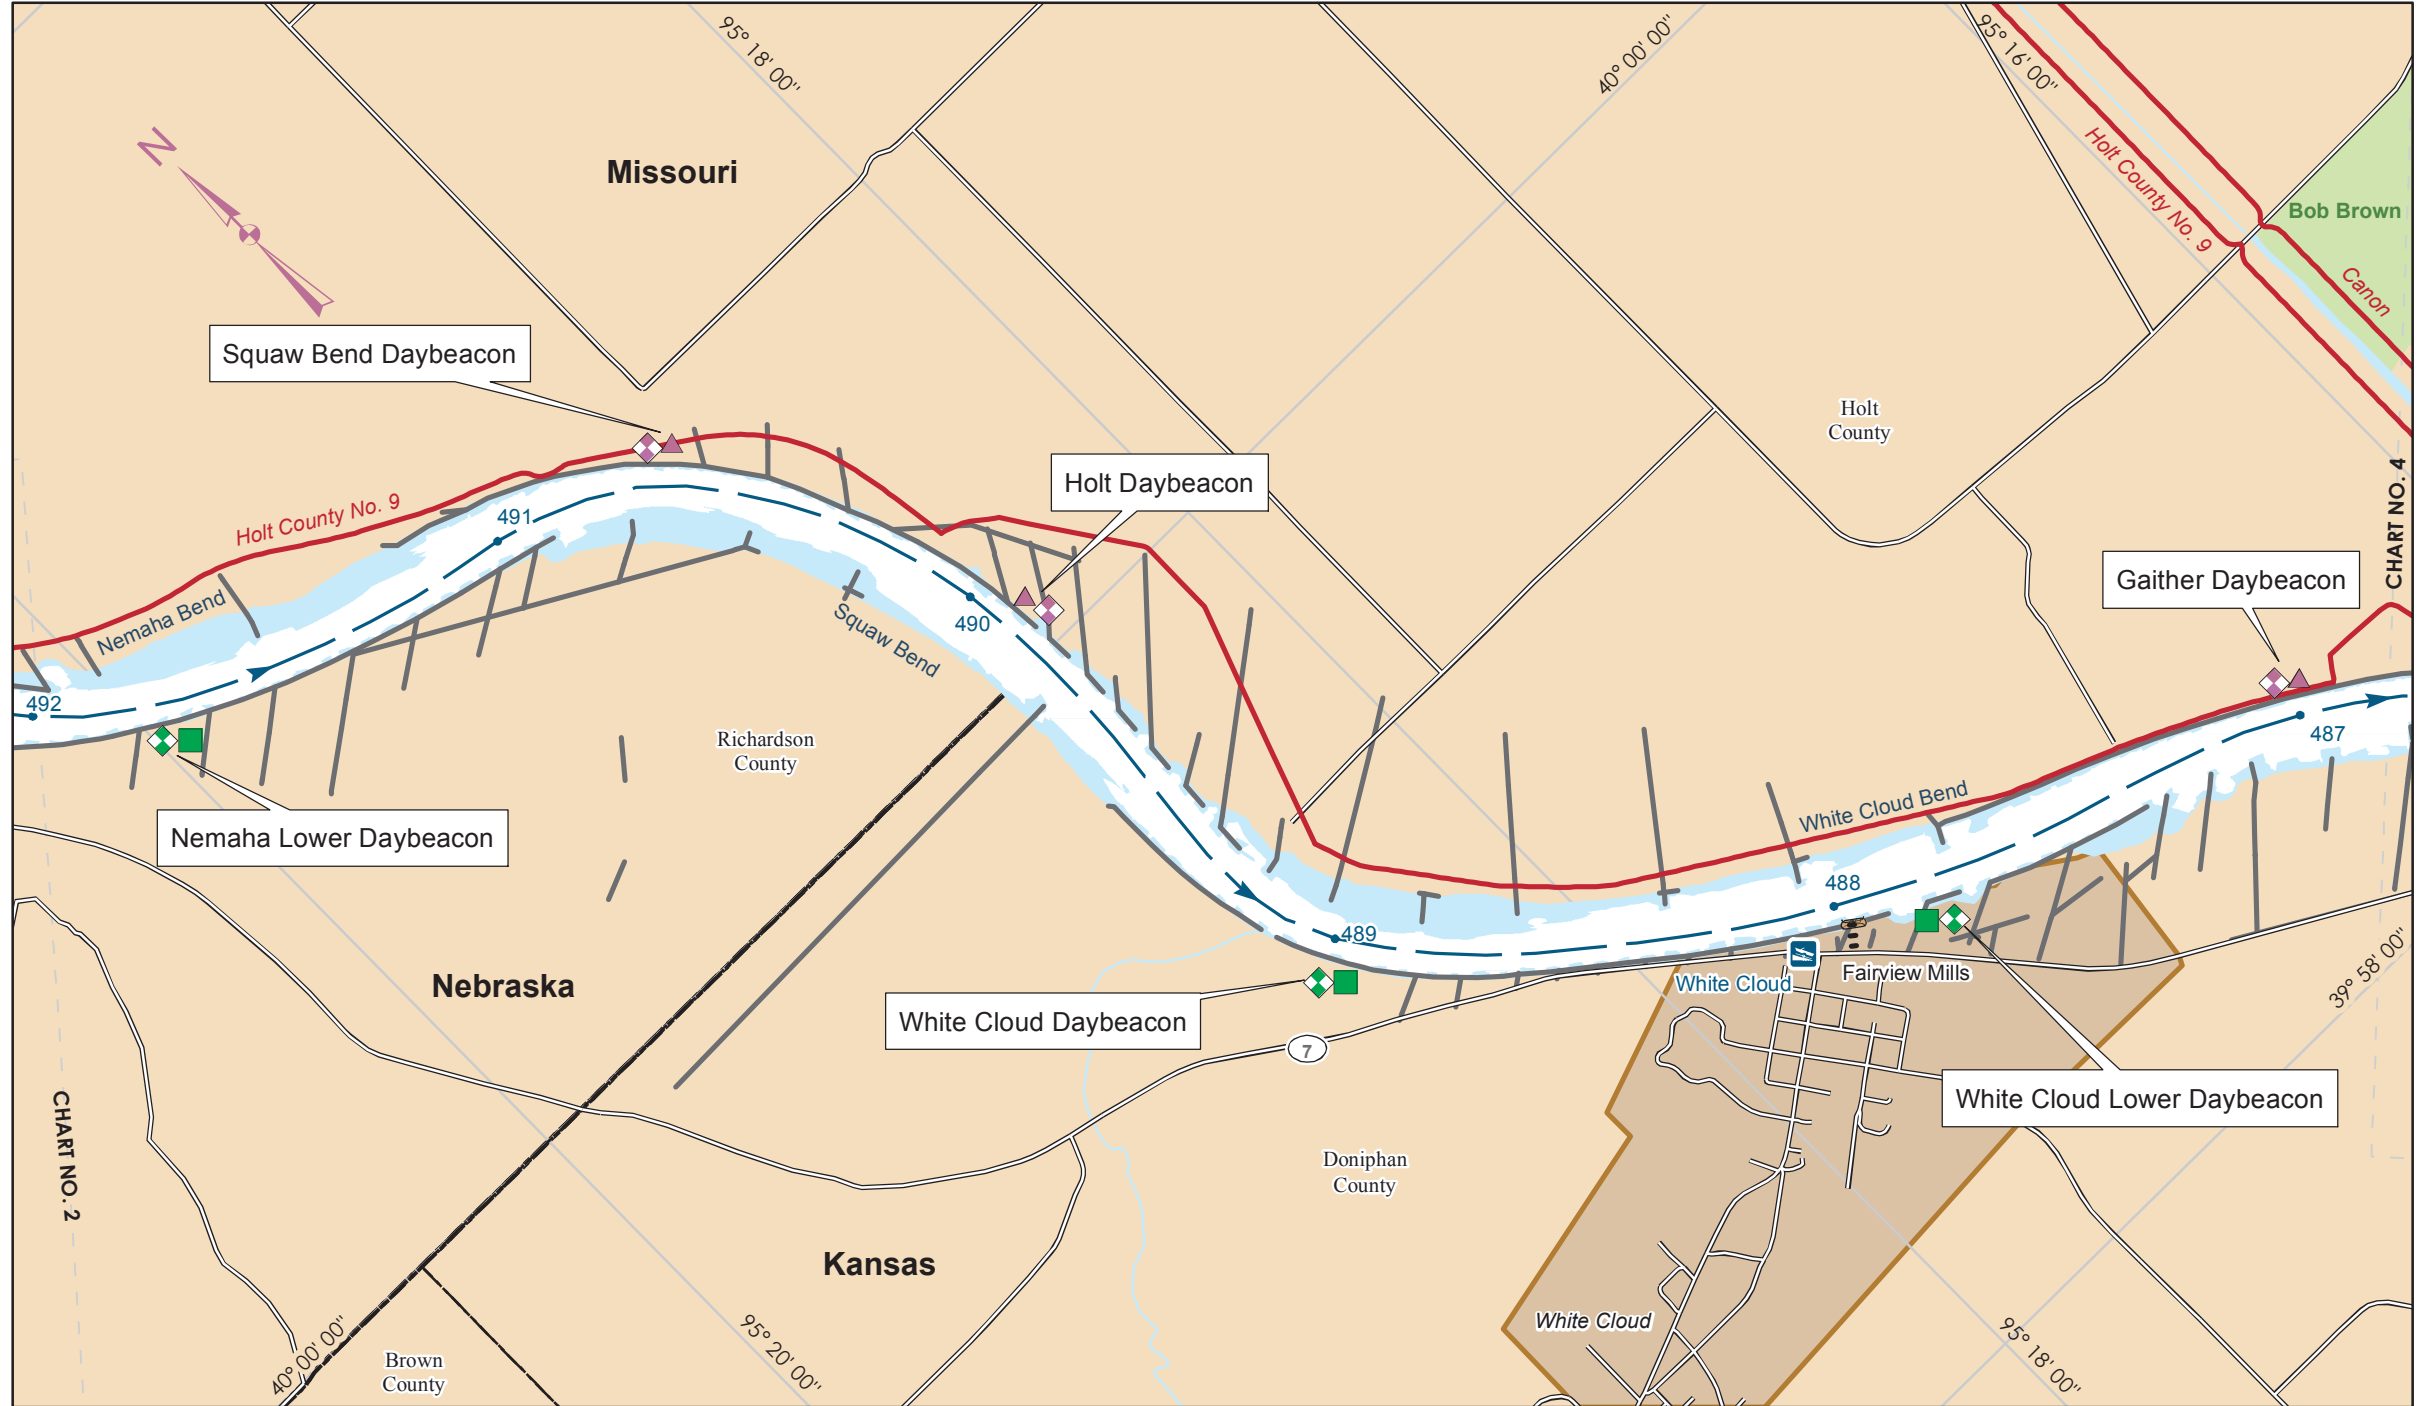 95° 18' 00"
40° 00' 00"
95° 16' 00"
N
Missouri
Holt County No. 9
Bob Brown
Canon
Squaw Bend Daybeacon
Holt
County
Holt Daybeacon
CHART NO. 4
Holt County No. 9
491
Gaither Daybeacon
Nemaha Bend
490
Squaw Bend
492
487
Richardson
County
White Cloud Bend
Nemaha Lower Daybeacon
488
489
Nebraska
White Cloud
Fairview Mills
39° 58' 00"
White Cloud Daybeacon
7
White Cloud Lower Daybeacon
CHART NO. 2
Doniphan
County
Kansas
White Cloud
40° 00' 00"
Brown
County
95° 20' 00"
95° 18' 00"